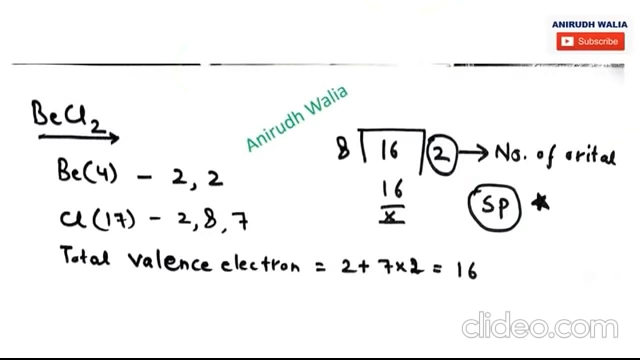 ANIRUDH WALIA
Subscribe
Anirudh Walia
BeCl2
Be(4) - 2, 2
Cl(17) - 2, 8, 7
Total valence electron = 2 + 7×2 = 16
8 16 2 → No. of orital
16
x
SP ★
clideo.com